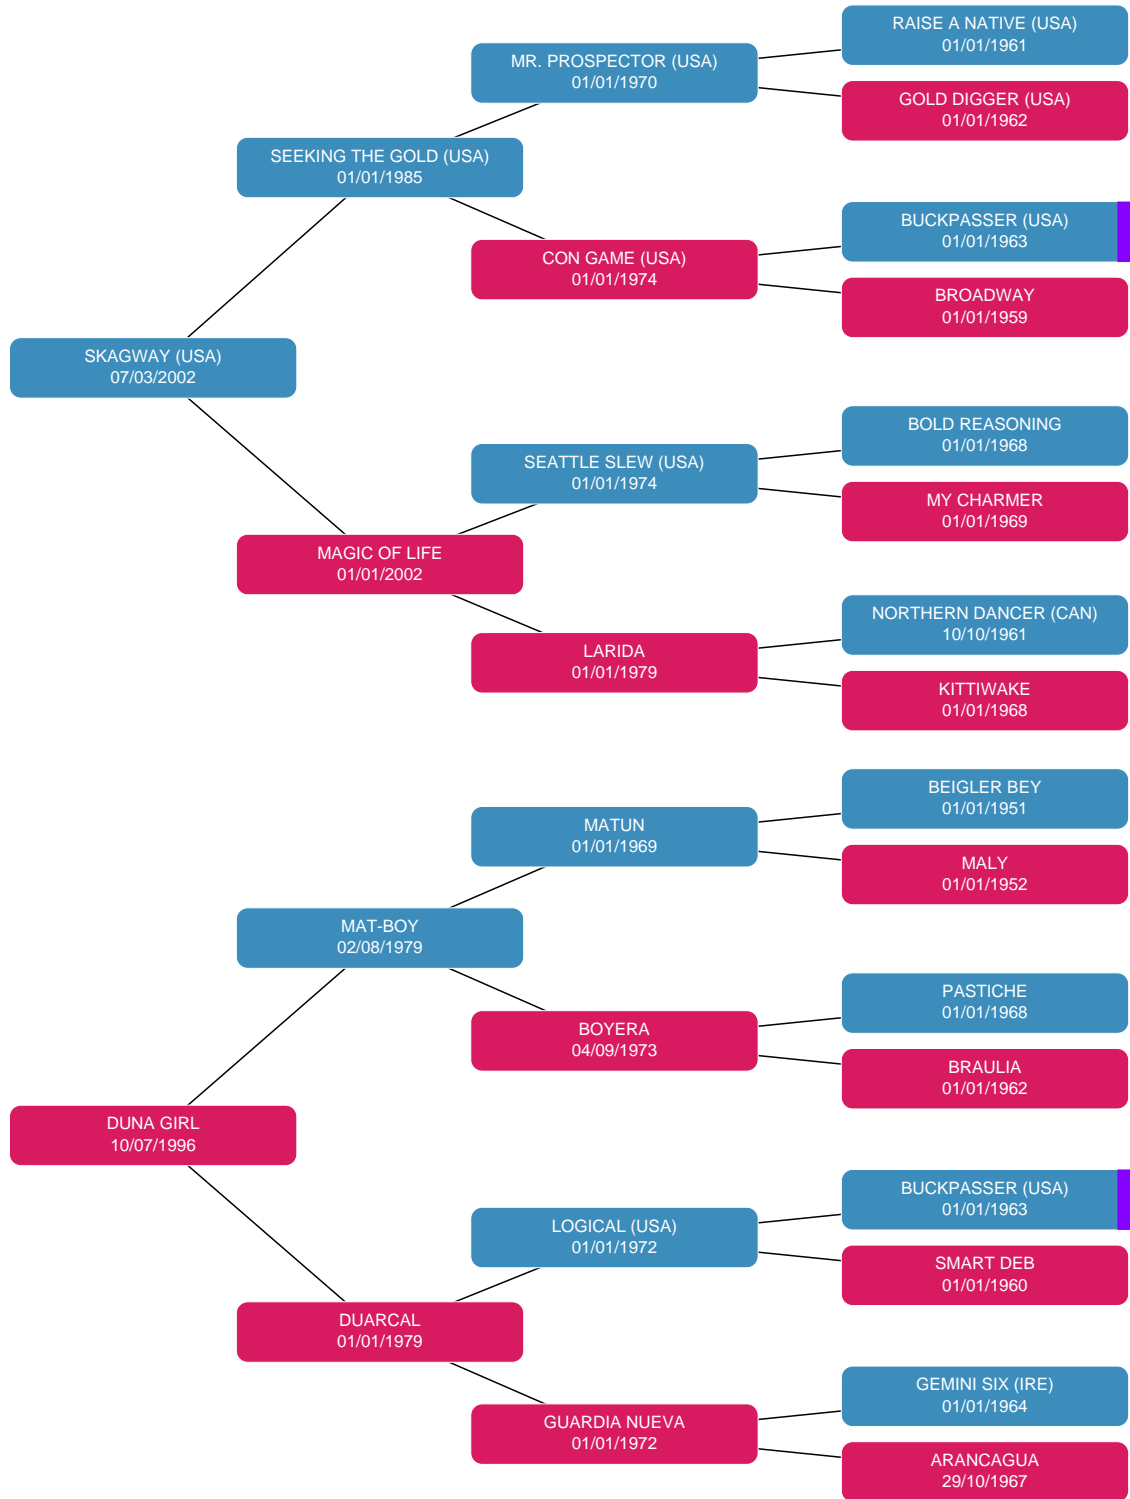 RAISE A NATIVE (USA)
01/01/1961
MR. PROSPECTOR (USA)
01/01/1970
GOLD DIGGER (USA)
01/01/1962
SEEKING THE GOLD (USA)
01/01/1985
BUCKPASSER (USA)
01/01/1963
CON GAME (USA)
01/01/1974
BROADWAY
01/01/1959
SKAGWAY (USA)
07/03/2002
BOLD REASONING
01/01/1968
SEATTLE SLEW (USA)
01/01/1974
MY CHARMER
01/01/1969
MAGIC OF LIFE
01/01/2002
NORTHERN DANCER (CAN)
10/10/1961
LARIDA
01/01/1979
KITTIWAKE
01/01/1968
BEIGLER BEY
01/01/1951
MATUN
01/01/1969
MALY
01/01/1952
MAT-BOY
02/08/1979
PASTICHE
01/01/1968
BOYERA
04/09/1973
BRAULIA
01/01/1962
DUNA GIRL
10/07/1996
BUCKPASSER (USA)
01/01/1963
LOGICAL (USA)
01/01/1972
SMART DEB
01/01/1960
DUARCAL
01/01/1979
GEMINI SIX (IRE)
01/01/1964
GUARDIA NUEVA
01/01/1972
ARANCAGUA
29/10/1967